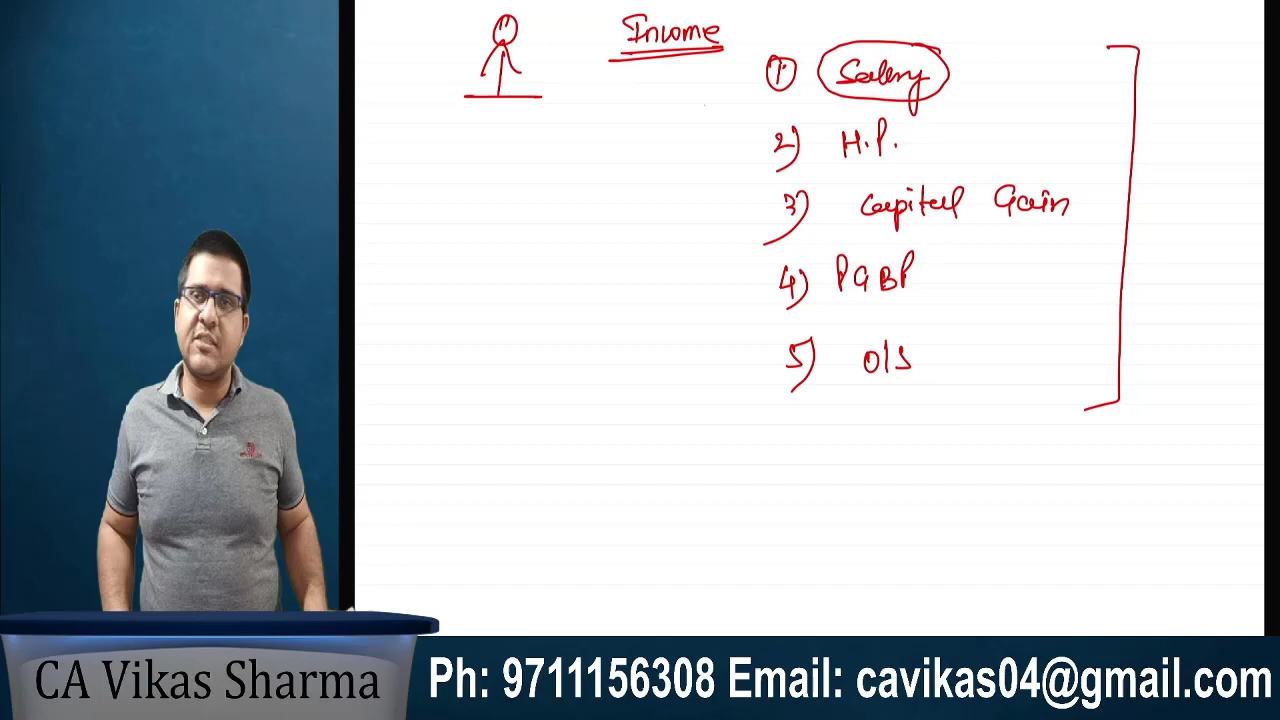 Income
① Salary
2) H.P.
3) Capital Gain
4) PGBP
5) O/S
CA Vikas Sharma
Ph: 9711156308 Email: cavikas04@gmail.com